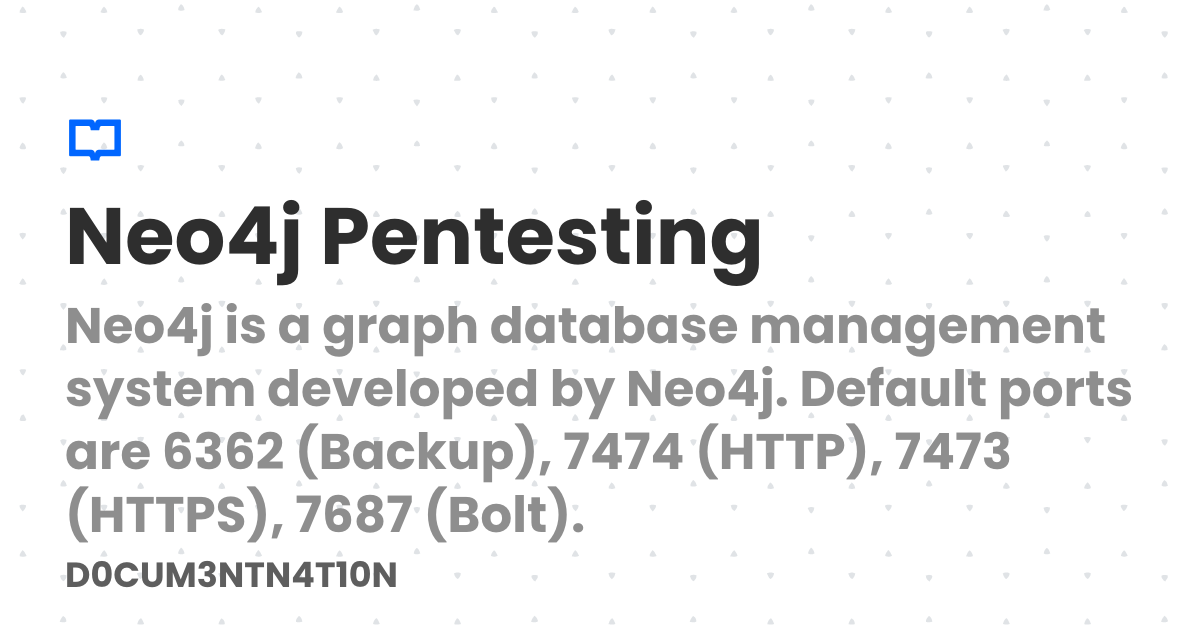 Neo4j Pentesting
Neo4j is a graph database management
system developed by Neo4j. Default ports
are 6362 (Backup), 7474 (HTTP), 7473
(HTTPS), 7687 (Bolt).
D0CUM3NTN4T10N